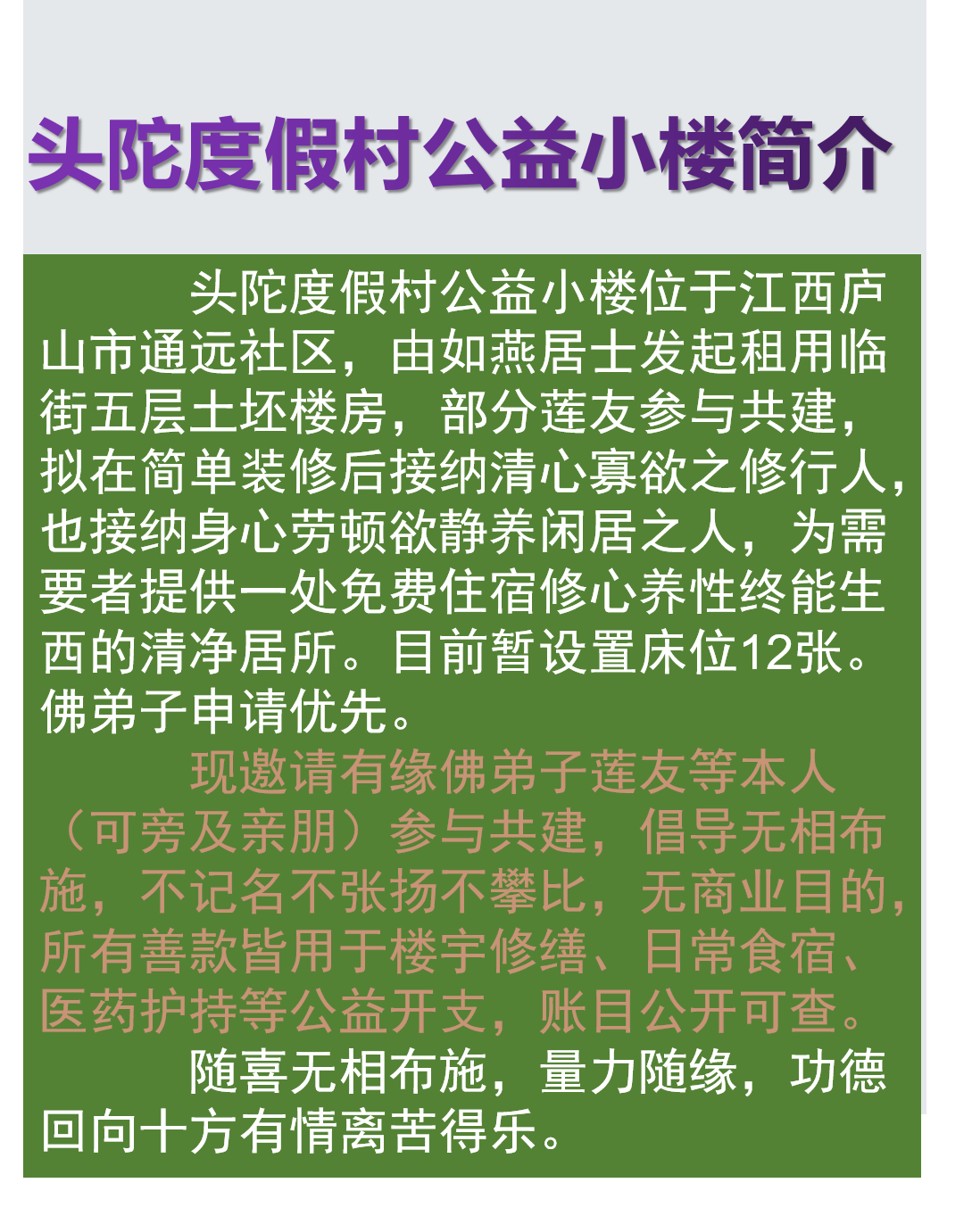 头陀度假村公益小楼简介
头陀度假村公益小楼位于江西庐
山市通远社区，由如燕居士发起租用临
街五层土坯楼房，部分莲友参与共建，
拟在简单装修后接纳清心寡欲之修行人，
也接纳身心劳顿欲静养闲居之人，为需
要者提供一处免费住宿修心养性终能生
西的清净居所。目前暂设置床位12张。
佛弟子申请优先。
现邀请有缘佛弟子莲友等本人
（可旁及亲朋）参与共建，倡导无相布
施，不记名不张扬不攀比，无商业目的，
所有善款皆用于楼宇修缮、日常食宿、
医药护持等公益开支，账目公开可查。
随喜无相布施，量力随缘，功德
回向十方有情离苦得乐。